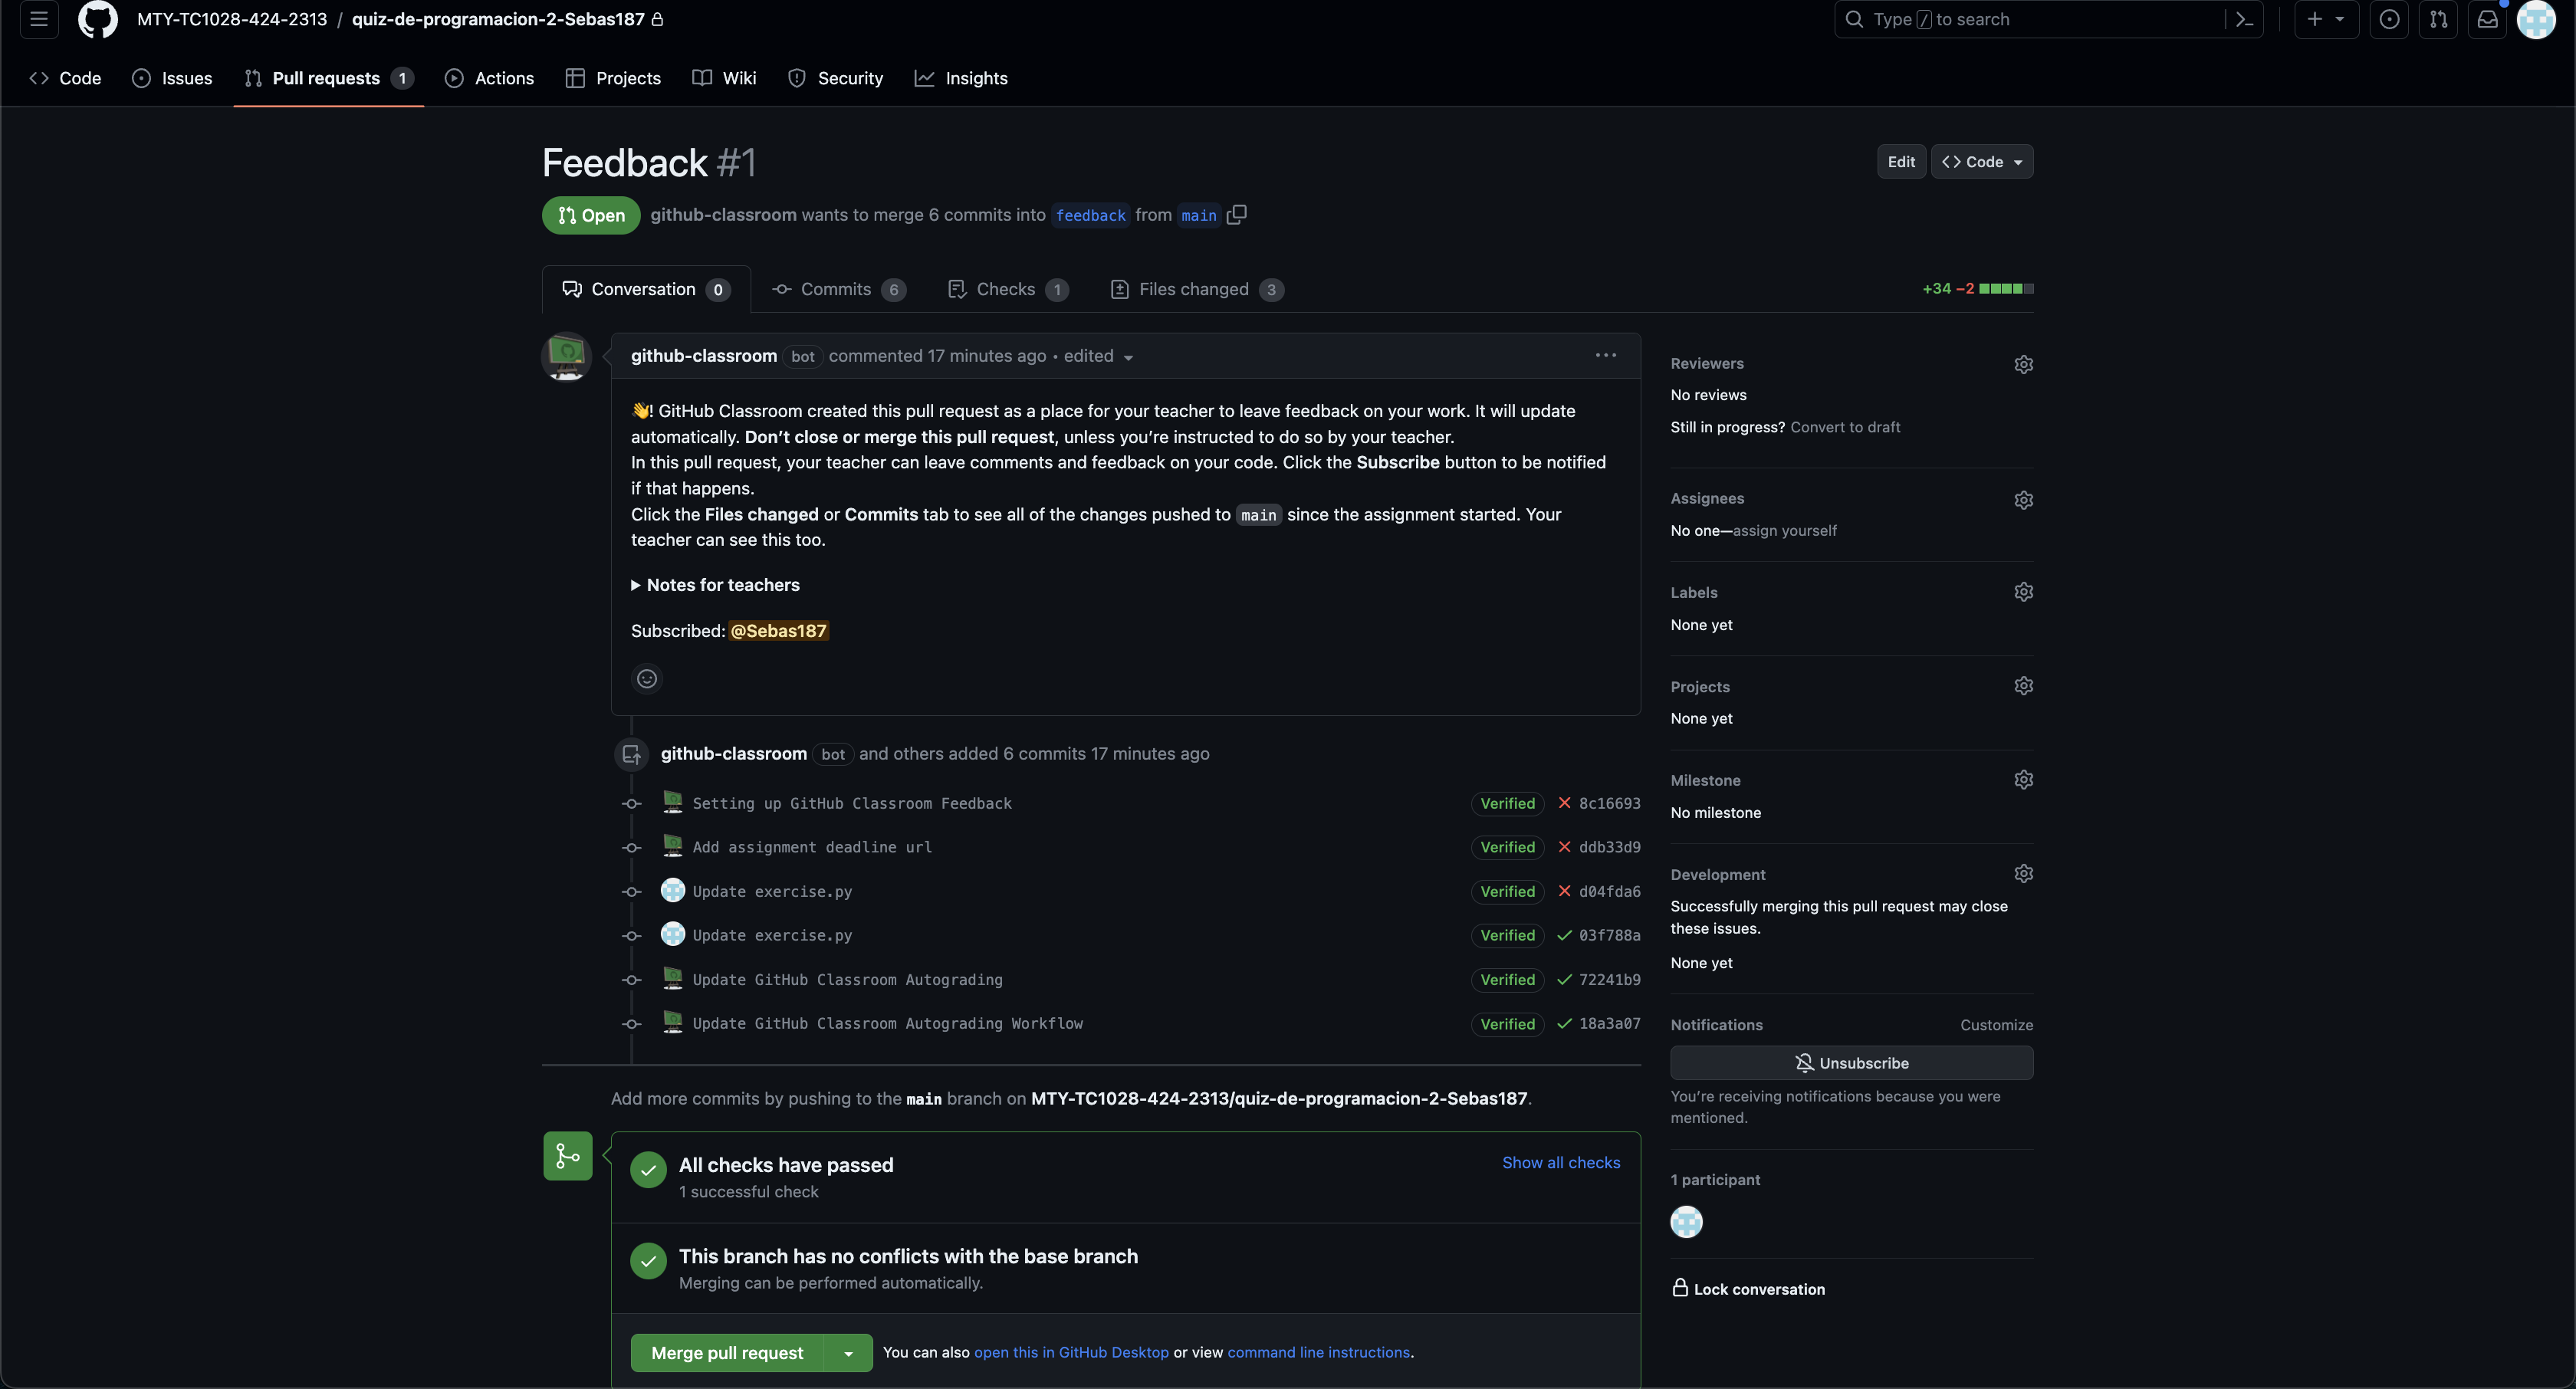 MTY-TC1028-424-2313 / quiz-de-programacion-2-Sebas187
Type / to search
Code
Issues
Pull requests 1
Actions
Projects
Wiki
Security
Insights
Feedback #1
Edit
Code
Open
github-classroom wants to merge 6 commits into feedback from main
Conversation 0
Commits 6
Checks 1
Files changed 3
+34 −2
github-classroom bot commented 17 minutes ago • edited
👋! GitHub Classroom created this pull request as a place for your teacher to leave feedback on your work. It will update
automatically. Don’t close or merge this pull request, unless you’re instructed to do so by your teacher.
In this pull request, your teacher can leave comments and feedback on your code. Click the Subscribe button to be notified
if that happens.
Click the Files changed or Commits tab to see all of the changes pushed to main since the assignment started. Your
teacher can see this too.
Notes for teachers
Subscribed: @Sebas187
github-classroom bot and others added 6 commits 17 minutes ago
Setting up GitHub Classroom Feedback Verified 8c16693
Add assignment deadline url Verified ddb33d9
Update exercise.py Verified d04fda6
Update exercise.py Verified 03f788a
Update GitHub Classroom Autograding Verified 72241b9
Update GitHub Classroom Autograding Workflow Verified 18a3a07
Add more commits by pushing to the main branch on MTY-TC1028-424-2313/quiz-de-programacion-2-Sebas187.
All checks have passed
1 successful check
Show all checks
This branch has no conflicts with the base branch
Merging can be performed automatically.
Merge pull request
You can also open this in GitHub Desktop or view command line instructions.
Reviewers
No reviews
Still in progress? Convert to draft
Assignees
No one—assign yourself
Labels
None yet
Projects
None yet
Milestone
No milestone
Development
Successfully merging this pull request may close
these issues.
None yet
Notifications
Customize
Unsubscribe
You’re receiving notifications because you were
mentioned.
1 participant
Lock conversation